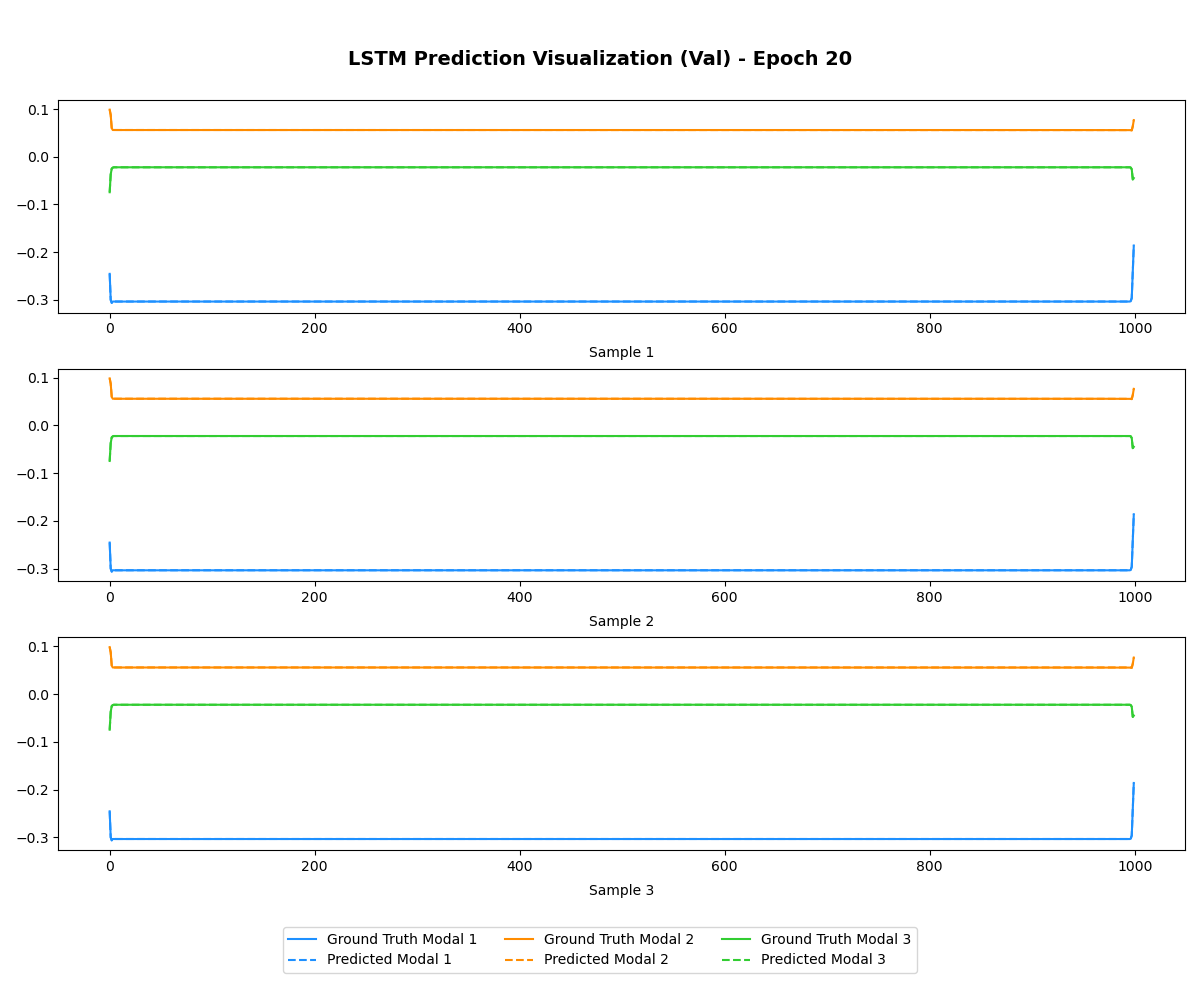 LSTM Prediction Visualization (Val) - Epoch 20
0.1
0.0
−0.1
−0.2
−0.3
0 200 400 600 800 1000
Sample 1
0.1
0.0
−0.1
−0.2
−0.3
0 200 400 600 800 1000
Sample 2
0.1
0.0
−0.1
−0.2
−0.3
0 200 400 600 800 1000
Sample 3
Ground Truth Modal 1 Ground Truth Modal 2 Ground Truth Modal 3
Predicted Modal 1 Predicted Modal 2 Predicted Modal 3